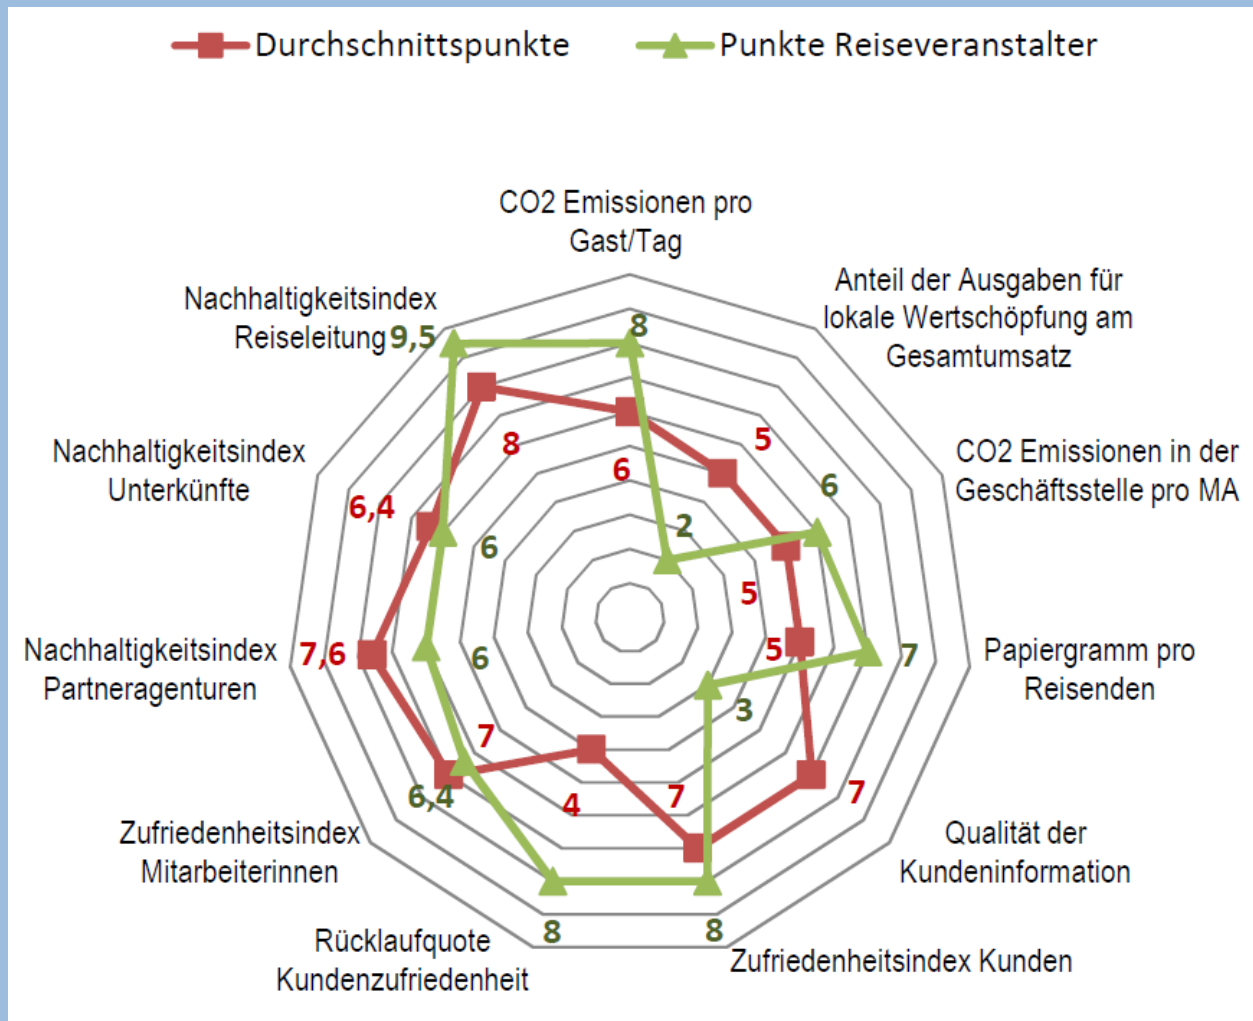 Durchschnittspunkte
Punkte Reiseveranstalter
CO2 Emissionen pro
Gast/Tag
Anteil der Ausgaben für
lokale Wertschöpfung am
Gesamtumsatz
CO2 Emissionen in der
Geschäftsstelle pro MA
Papiergramm pro
Reisenden
Qualität der
Kundeninformation
Zufriedenheitsindex Kunden
Rücklaufquote
Kundenzufriedenheit
Zufriedenheitsindex
Mitarbeiterinnen
Nachhaltigkeitsindex
Partneragenturen
Nachhaltigkeitsindex
Unterkünfte
Nachhaltigkeitsindex
Reiseleitung
9,5
8
8
6
5
6
2
6,4
6
5
5
7
7,6
6
3
7
6,4
4
7
7
8
8